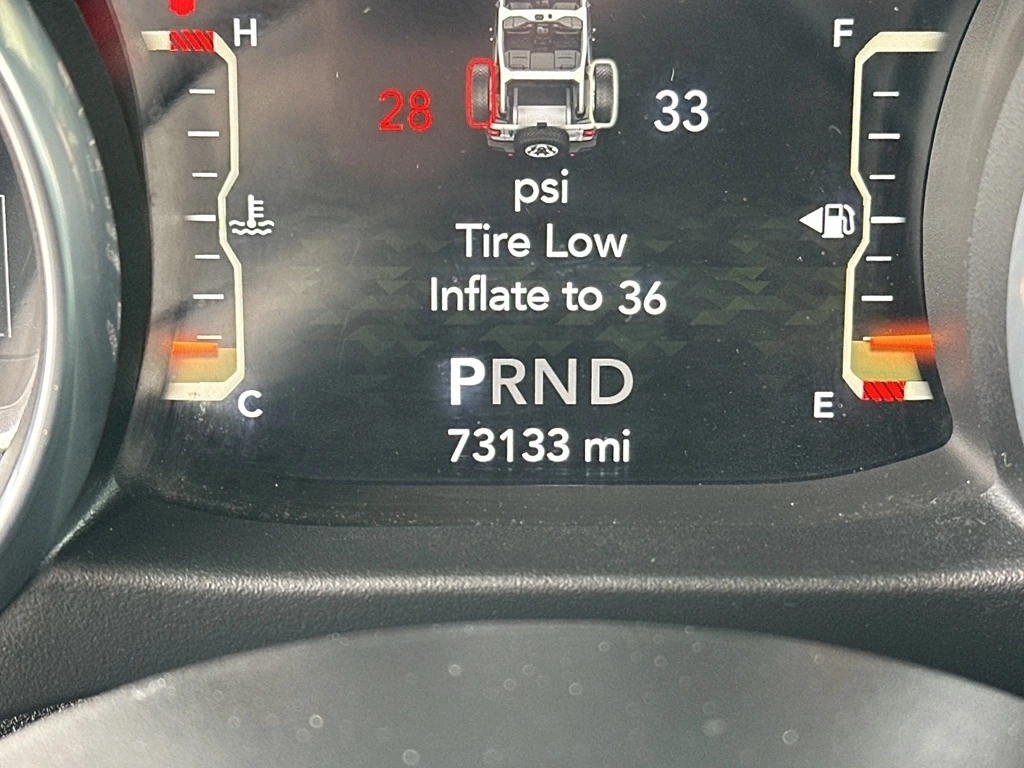 H F
28 33
psi
Tire Low
Inflate to 36
PRND
C E
73133 mi